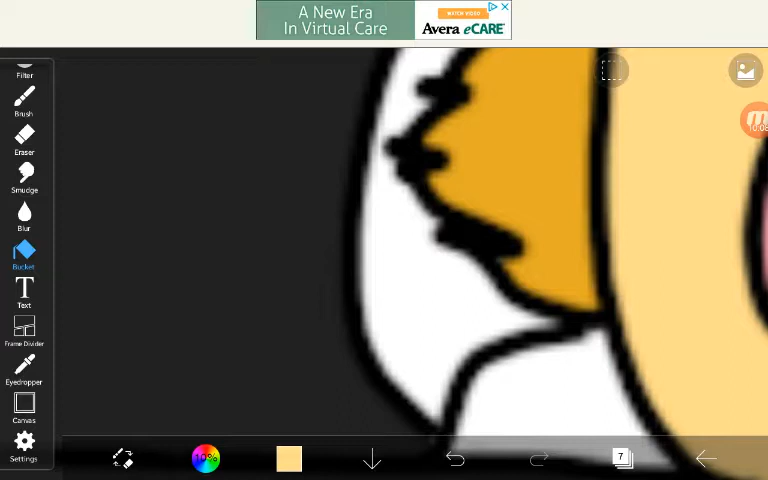 A New Era
In Virtual Care
WATCH VIDEO
Avera eCARE
Filter
Brush
Eraser
Smudge
Blur
Bucket
Text
Frame Divider
Eyedropper
Canvas
Settings
10%
7